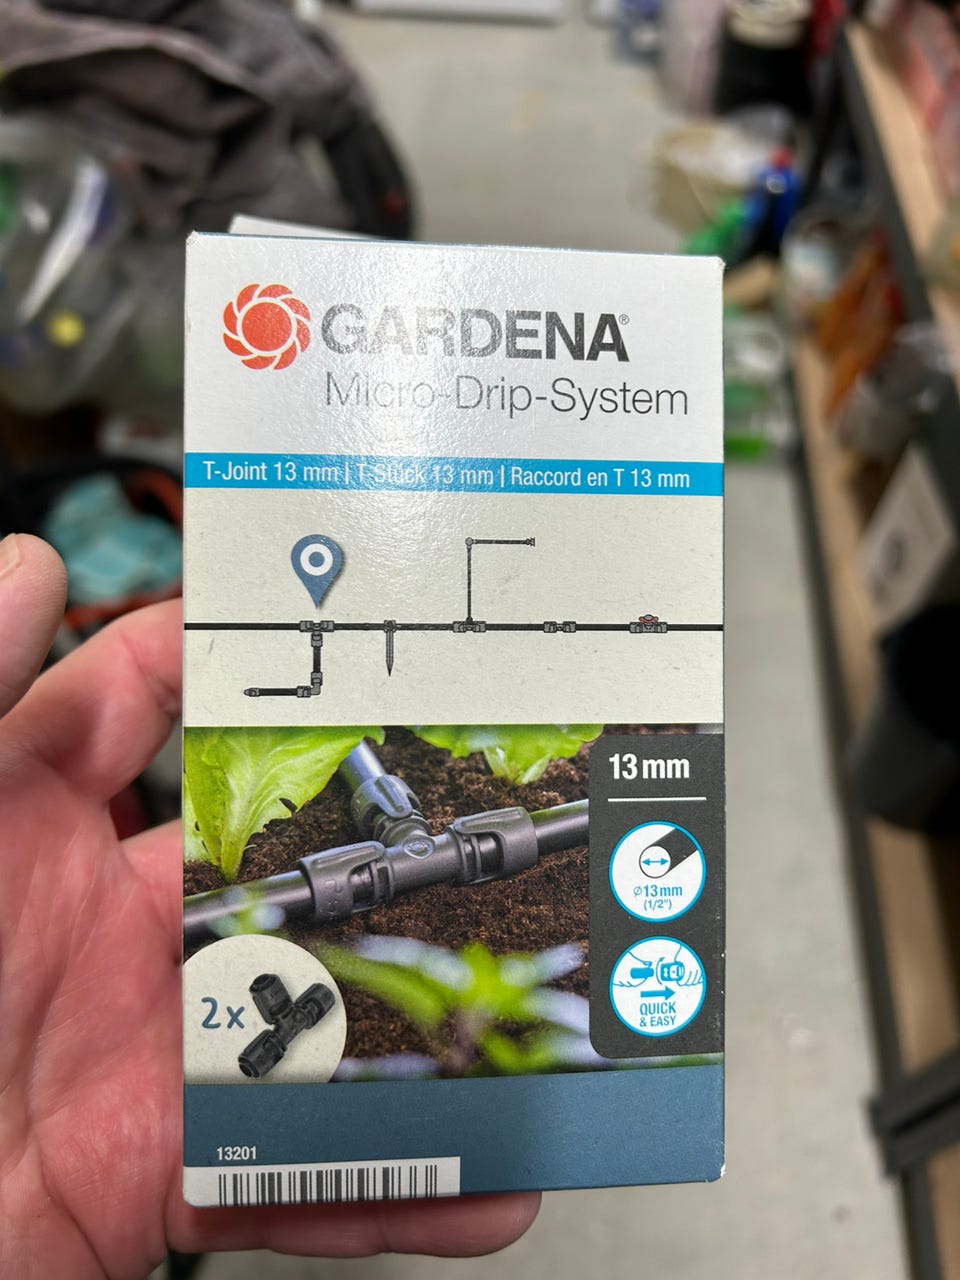 GARDENA®
Micro-Drip-System
T-Joint 13 mm | T-Stück 13 mm | Raccord en T 13 mm
13 mm
Ø13 mm
(1/2")
QUICK
& EASY
2x
13201